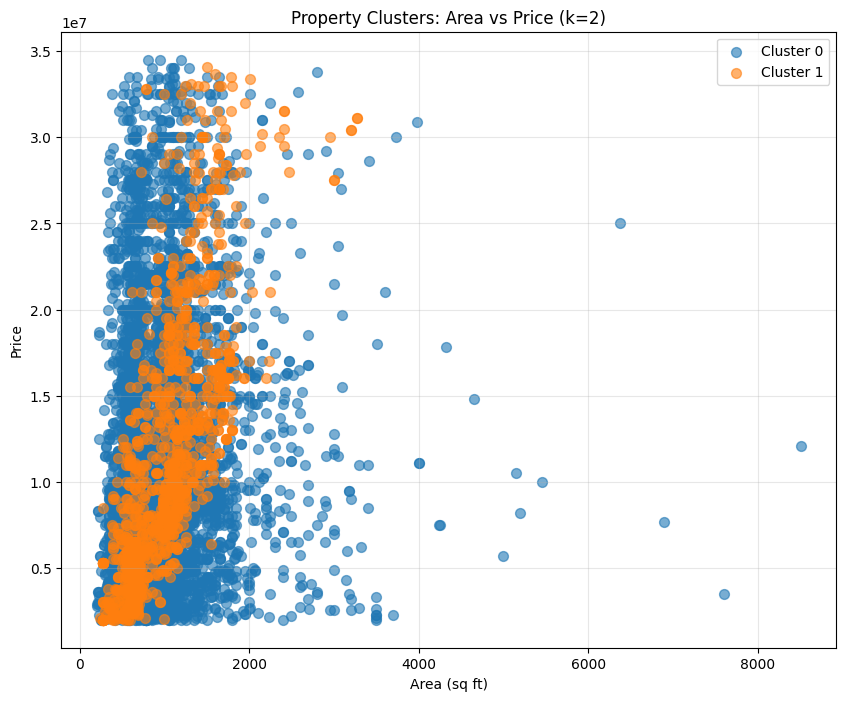 Property Clusters: Area vs Price (k=2)
1e7
Cluster 0
Cluster 1
3.5
3.0
2.5
2.0
1.5
1.0
0.5
Price
0 2000 4000 6000 8000
Area (sq ft)